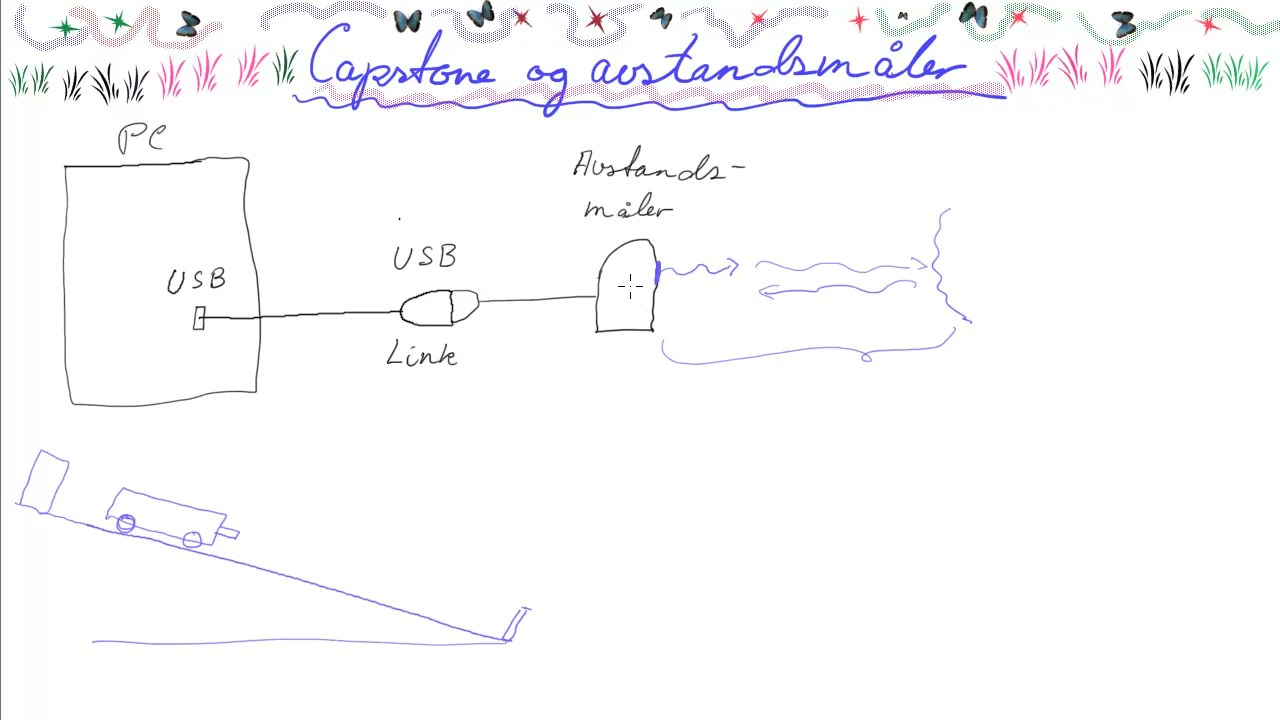 Capstone og avstandsmåler
PC
Avstands-
måler
USB
USB
Link